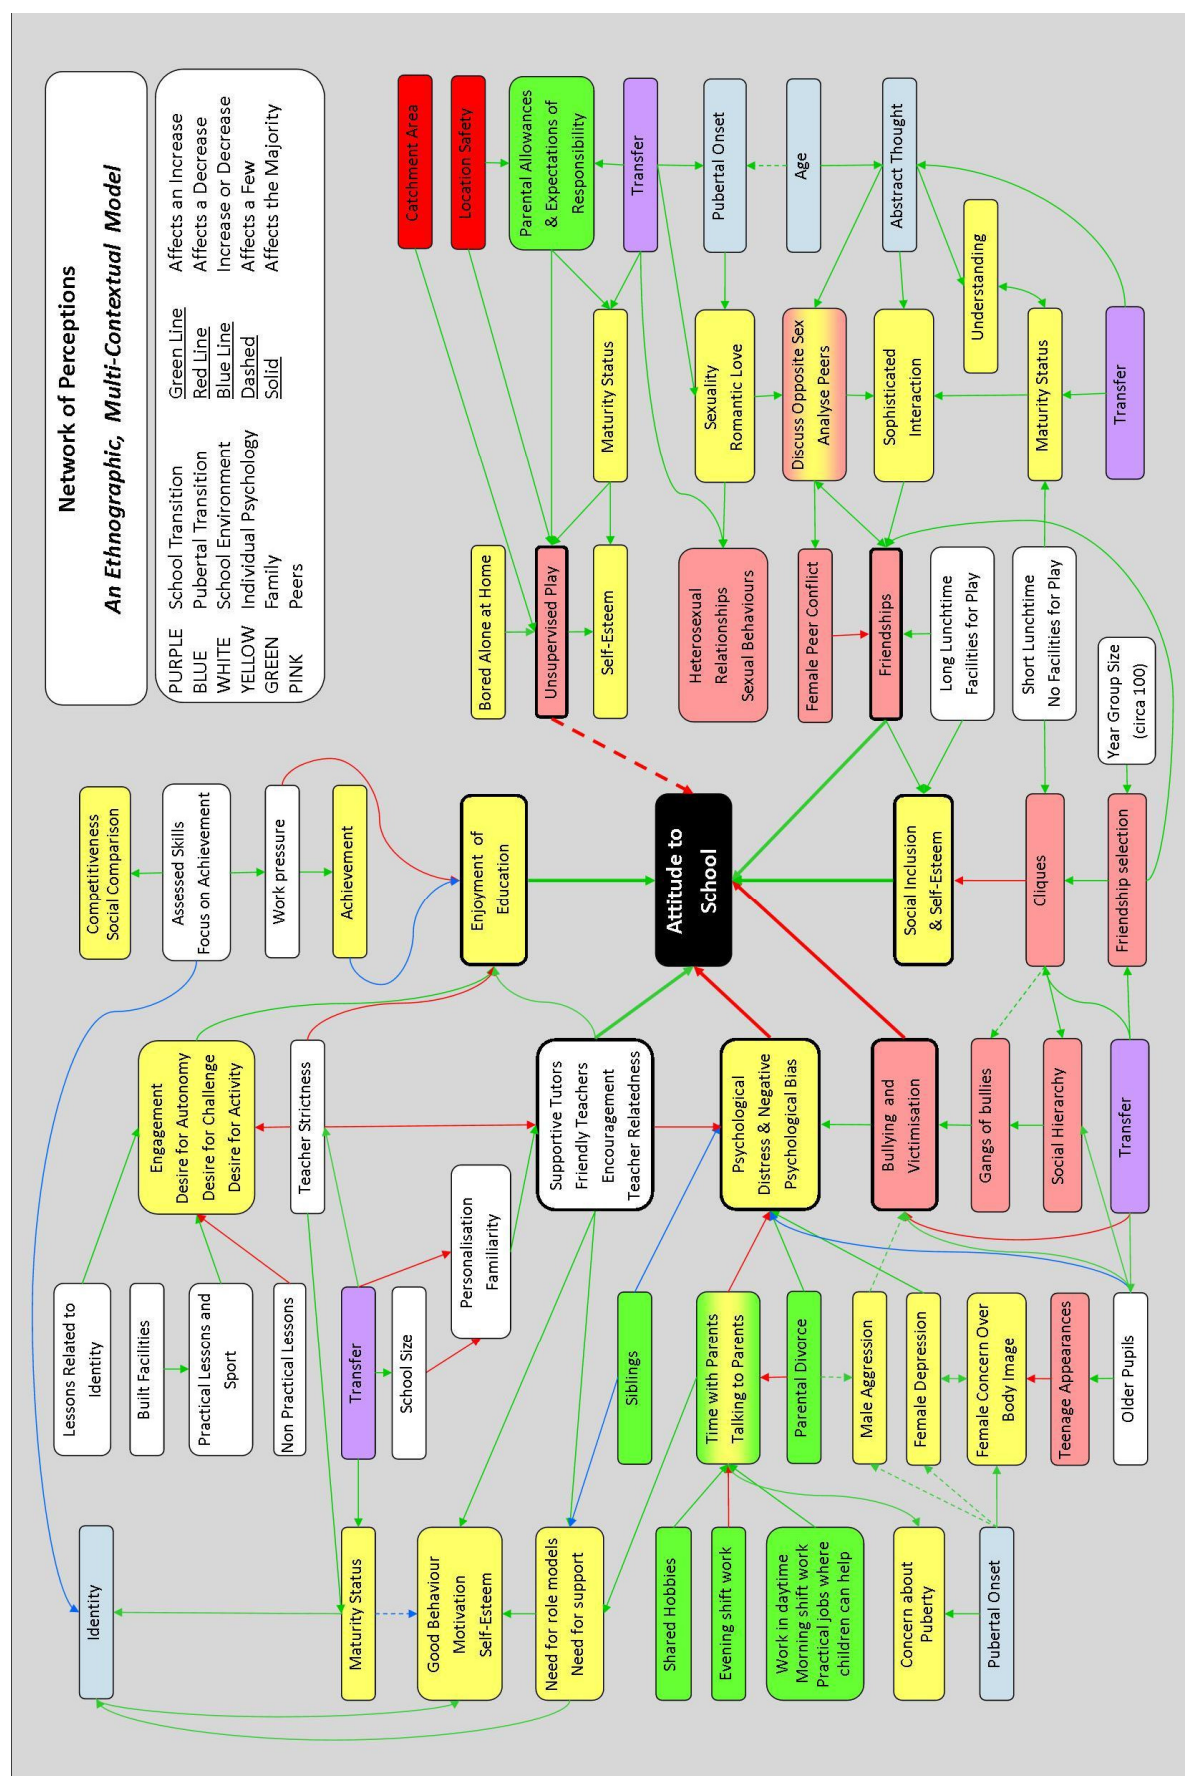 Network of Perceptions
An Ethnographic, Multi-Contextual Model
PURPLE School Transition Green Line Affects an Increase
BLUE Pubertal Transition Red Line Affects a Decrease
WHITE School Environment Blue Line Increase or Decrease
YELLOW Individual Psychology Dashed Affects a Few
GREEN Family Solid Affects the Majority
PINK Peers
Identity
Lessons Related to
Identity
Built Facilities
Practical Lessons and
Sport
Non Practical Lessons
Engagement
Desire for Autonomy
Desire for Challenge
Desire for Activity
Teacher Strictness
Competitiveness
Social Comparison
Assessed Skills
Focus on Achievement
Work pressure
Achievement
Enjoyment of
Education
Maturity Status
Transfer
School Size
Personalisation
Familiarity
Good Behaviour
Motivation
Self-Esteem
Need for role models
Need for support
Supportive Tutors
Friendly Teachers
Encouragement
Teacher Relatedness
Attitude to
School
Bored Alone at Home
Unsupervised Play
Self-Esteem
Maturity Status
Catchment Area
Location Safety
Parental Allowances
& Expectations of
Responsibility
Transfer
Pubertal Onset
Age
Abstract Thought
Heterosexual
Relationships
Sexual Behaviours
Sexuality
Romantic Love
Discuss Opposite Sex
Analyse Peers
Sophisticated
Interaction
Understanding
Maturity Status
Transfer
Female Peer Conflict
Friendships
Long Lunchtime
Facilities for Play
Short Lunchtime
No Facilities for Play
Year Group Size
(circa 100)
Social Inclusion
& Self-Esteem
Cliques
Friendship selection
Shared Hobbies
Evening shift work
Work in daytime
Morning shift work
Practical jobs where
children can help
Concern about
Puberty
Pubertal Onset
Siblings
Time with Parents
Talking to Parents
Parental Divorce
Male Aggression
Female Depression
Female Concern Over
Body Image
Teenage Appearances
Older Pupils
Psychological
Distress & Negative
Psychological Bias
Bullying and
Victimisation
Gangs of bullies
Social Hierarchy
Transfer